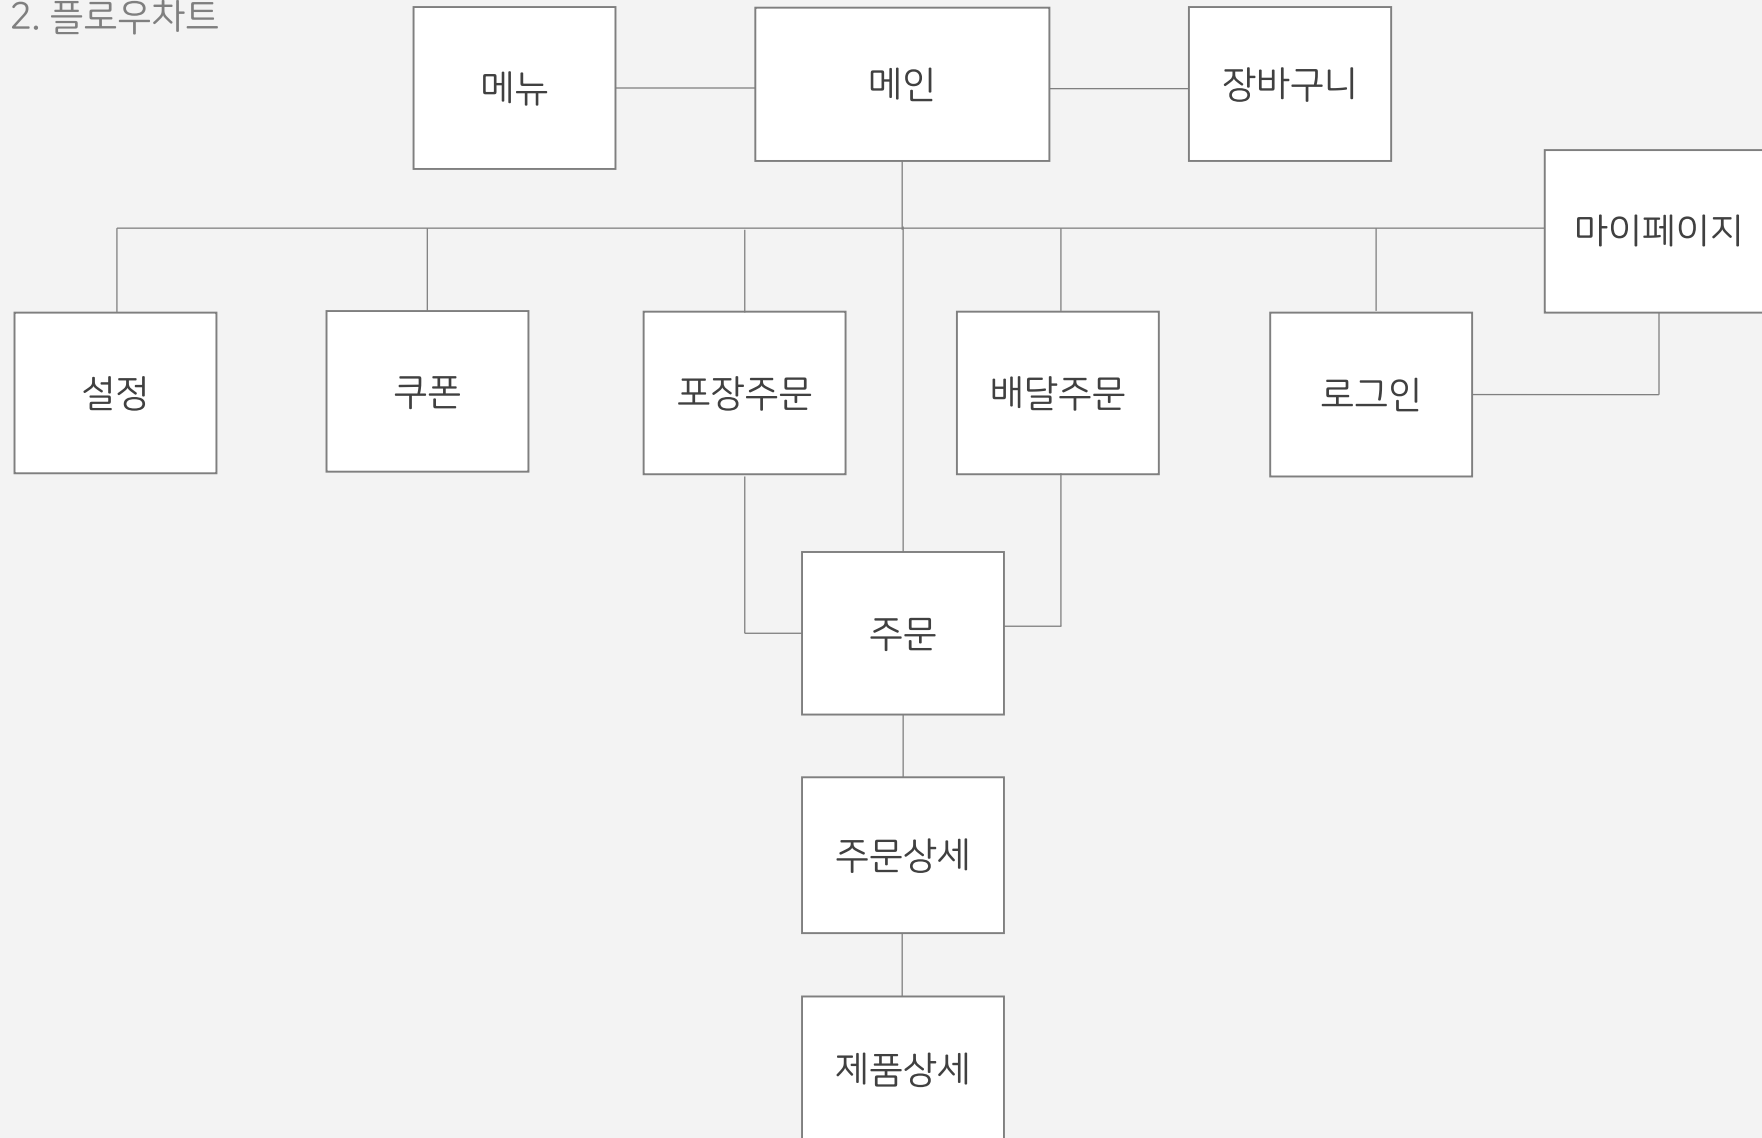 2. 플로우차트
메뉴
메인
장바구니
마이페이지
설정
쿠폰
포장주문
배달주문
로그인
주문
주문상세
제품상세